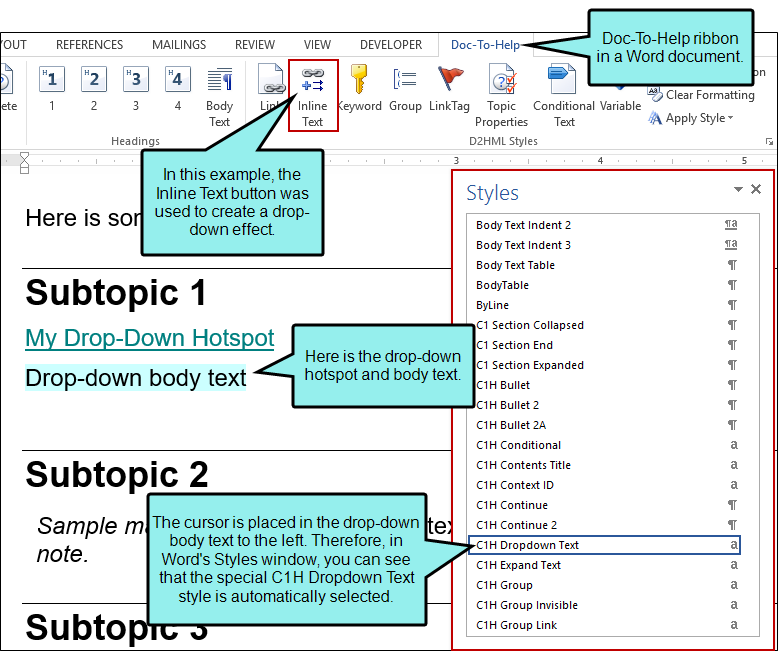 OUT REFERENCES MAILINGS REVIEW VIEW DEVELOPER Doc-To-Help
Doc-To-Help ribbon
in a Word document.
H1 H2 H3 H4
1 2 3 4 Body
Text
Inline
Text
Keyword Group LinkTag Topic
Properties
Conditional
Text
Variable
Clear Formatting
Apply Style
Headings D2HML Styles
3 4 5
In this example, the
Inline Text button was
used to create a drop-
down effect.
Here is
Subtopic 1
My Drop-Down Hotspot
Drop-down body text
Here is the drop-down
hotspot and body text.
Subtopic 2
Sample
note.
The cursor is placed in the drop-down
body text to the left. Therefore, in
Word's Styles window, you can see
that the special C1H Dropdown Text
style is automatically selected.
Subtopic 3
Styles
Body Text Indent 2 ¶a
Body Text Indent 3 ¶a
Body Text Table ¶
BodyTable ¶
ByLine ¶
C1 Section Collapsed ¶
C1 Section End ¶
C1 Section Expanded ¶
C1H Bullet ¶
C1H Bullet 2 ¶
C1H Bullet 2A ¶
C1H Conditional a
C1H Contents Title a
C1H Context ID a
C1H Continue ¶
C1H Continue 2 ¶
C1H Dropdown Text a
C1H Expand Text a
C1H Group a
C1H Group Invisible a
C1H Group Link a